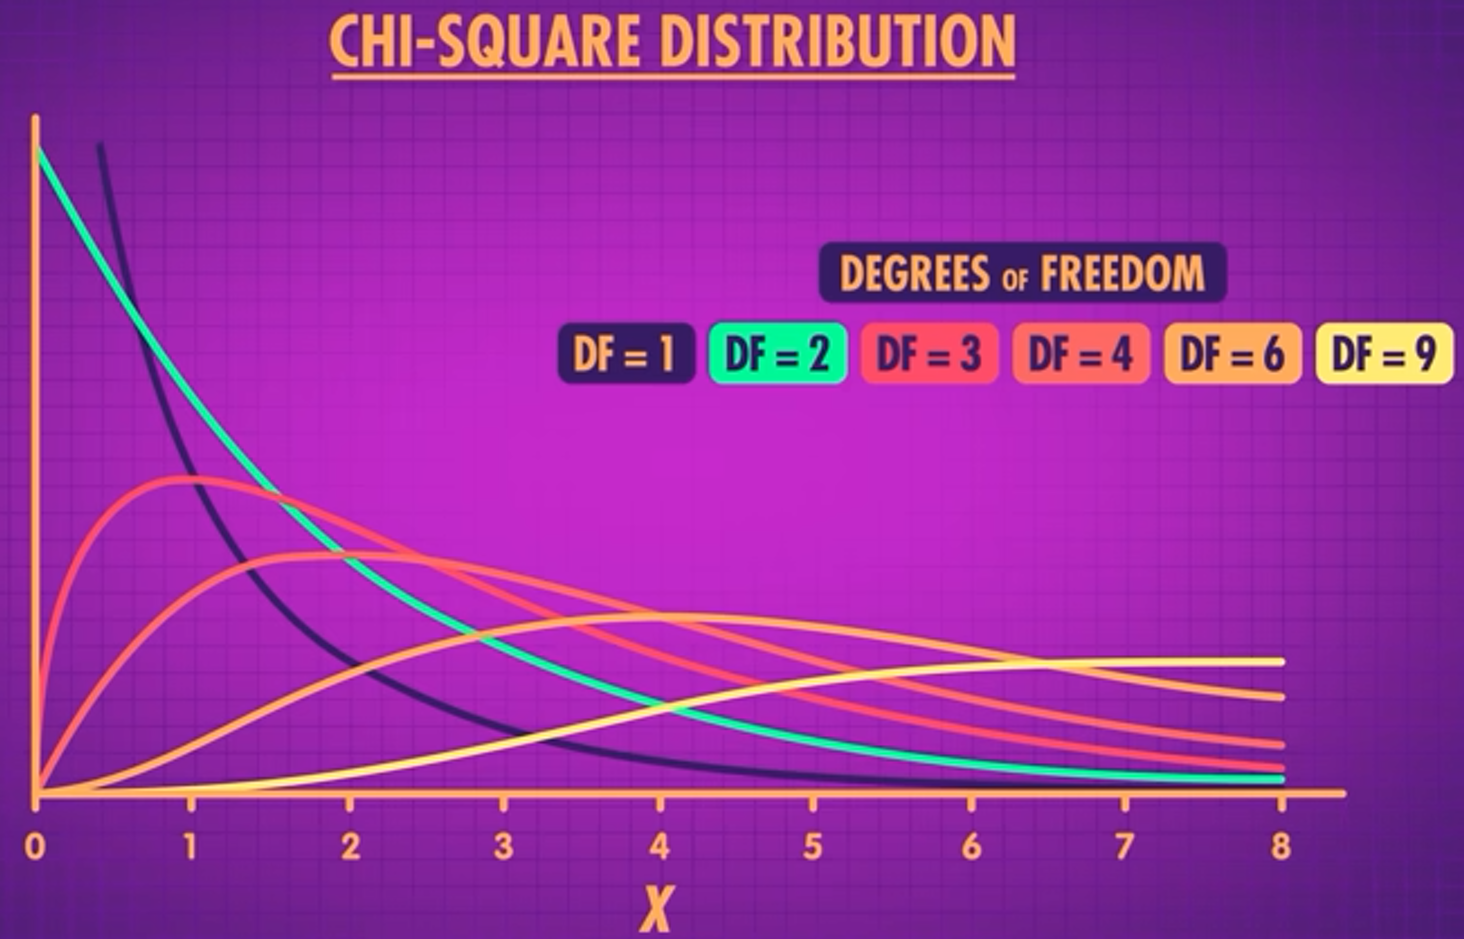 CHI-SQUARE DISTRIBUTION
DEGREES OF FREEDOM
DF = 1 DF = 2 DF = 3 DF = 4 DF = 6 DF = 9
0 1 2 3 4 5 6 7 8
X